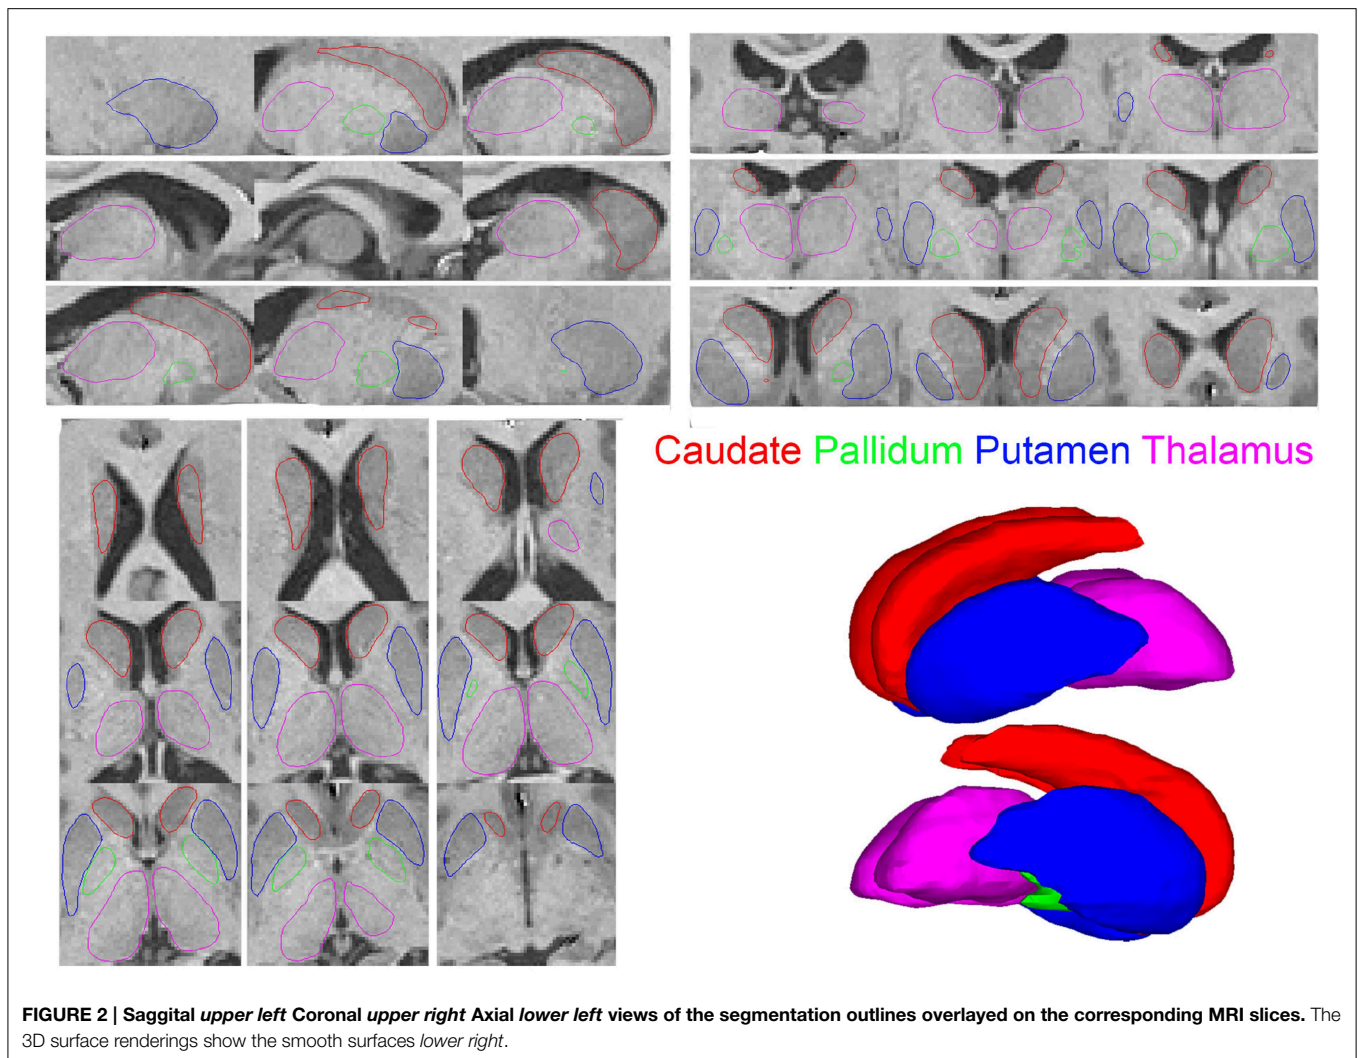 Caudate Pallidum Putamen Thalamus
FIGURE 2 | Saggital upper left Coronal upper right Axial lower left views of the segmentation outlines overlayed on the corresponding MRI slices. The
3D surface renderings show the smooth surfaces lower right.